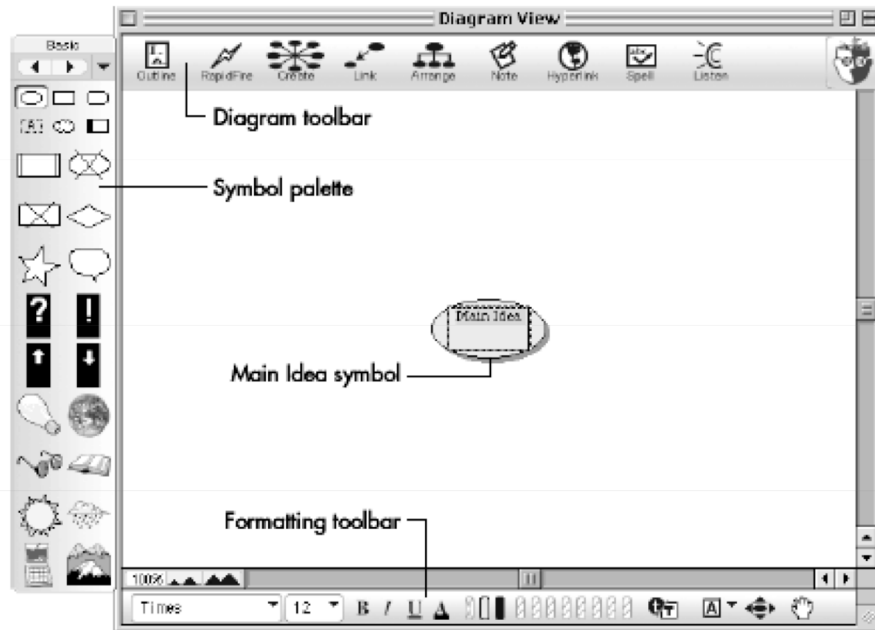 Diagram View
Basic
Outline RapidFire Create Link Arrange Note Hyperlink Spell Listen
Diagram toolbar
Symbol palette
Main Idea
Main Idea symbol
Formatting toolbar
100%
Times 12 B I U A A